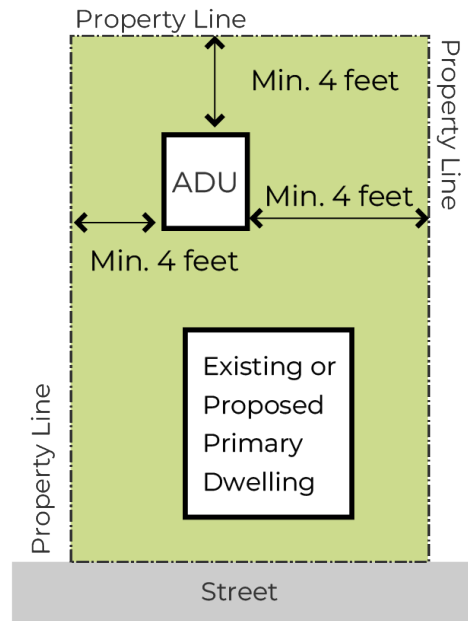 Property Line
Property Line
Min. 4 feet
ADU
Min. 4 feet
Min. 4 feet
Existing or
Proposed
Primary
Dwelling
Property Line
Street